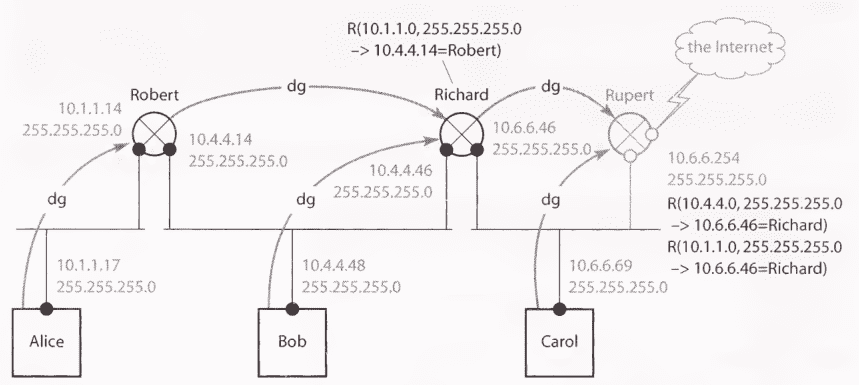 R(10.1.1.0, 255.255.255.0
–> 10.4.4.14=Robert)
the Internet
Robert
dg
Richard
dg
Rupert
10.1.1.14
255.255.255.0
10.4.4.14
255.255.255.0
10.6.6.46
255.255.255.0
10.4.4.46
255.255.255.0
10.6.6.254
255.255.255.0
R(10.4.4.0, 255.255.255.0
–> 10.6.6.46=Richard)
R(10.1.1.0, 255.255.255.0
–> 10.6.6.46=Richard)
dg
dg
dg
10.1.1.17
255.255.255.0
10.4.4.48
255.255.255.0
10.6.6.69
255.255.255.0
Alice
Bob
Carol